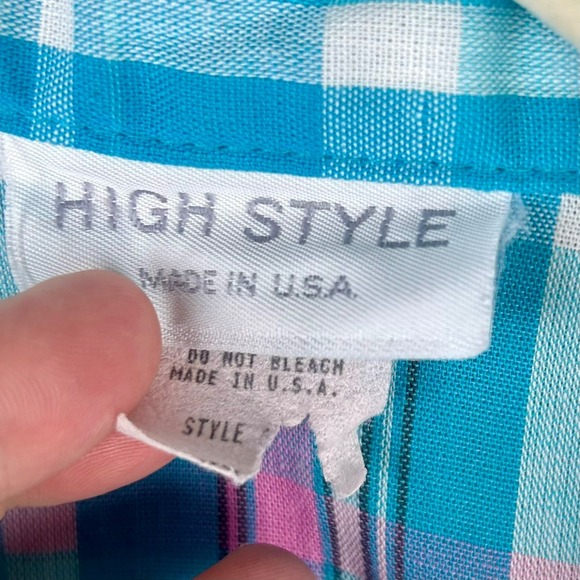 HIGH STYLE
MADE IN U.S.A.
DO NOT BLEACH
MADE IN U.S.A.
STYLE